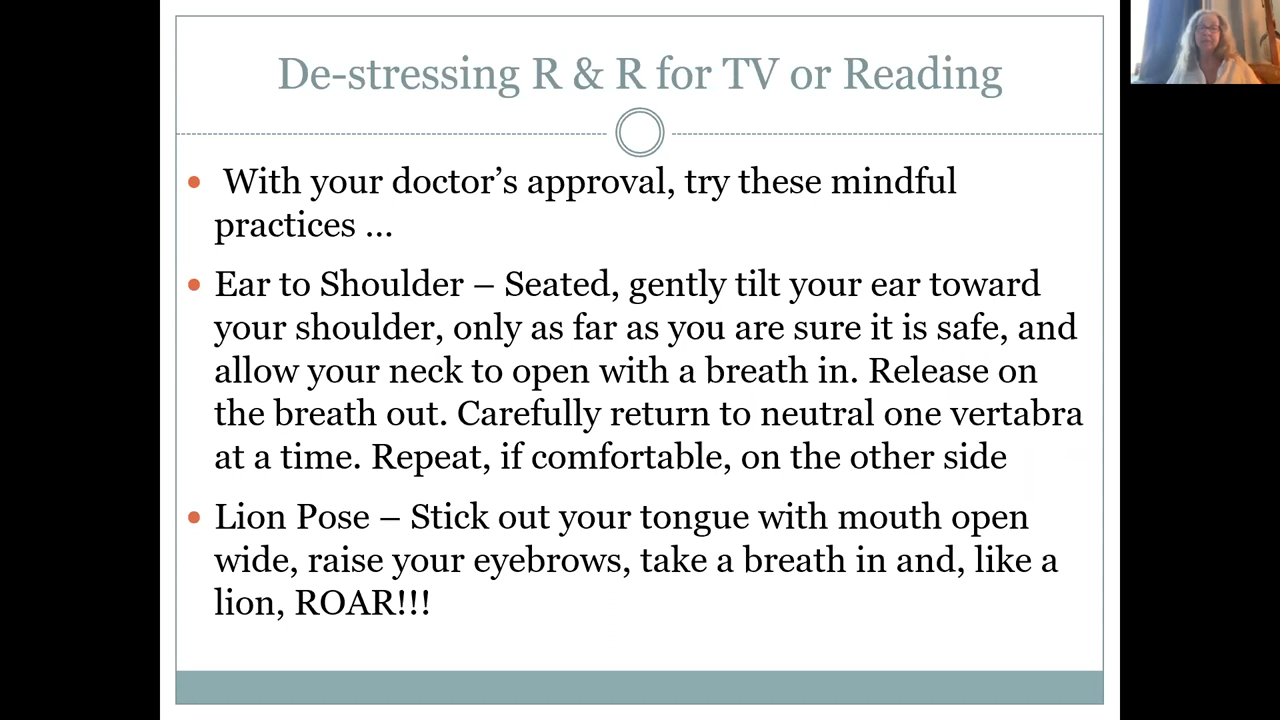 De-stressing R & R for TV or Reading
• With your doctor’s approval, try these mindful
practices ...
• Ear to Shoulder – Seated, gently tilt your ear toward
your shoulder, only as far as you are sure it is safe, and
allow your neck to open with a breath in. Release on
the breath out. Carefully return to neutral one vertabra
at a time. Repeat, if comfortable, on the other side
• Lion Pose – Stick out your tongue with mouth open
wide, raise your eyebrows, take a breath in and, like a
lion, ROAR!!!